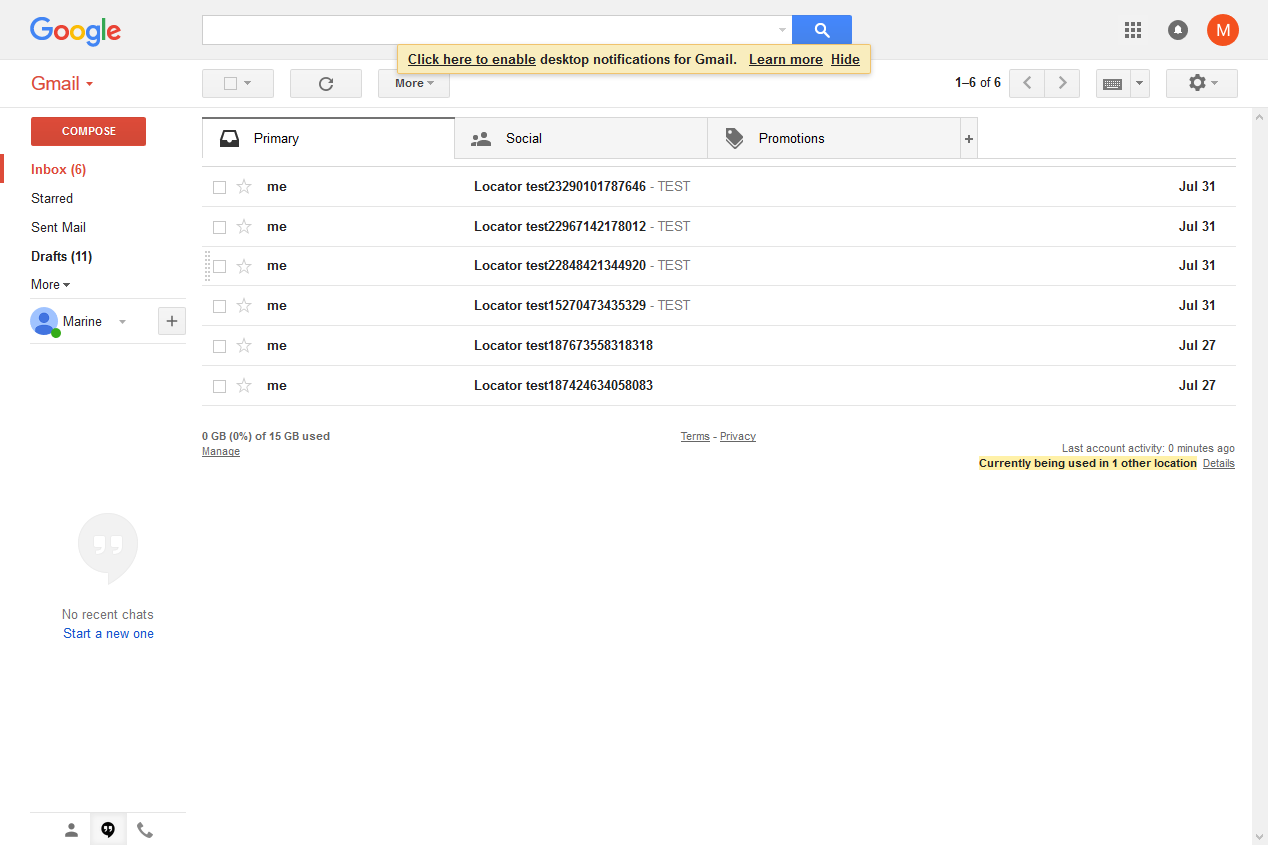 Google
M
Click here to enable desktop notifications for Gmail. Learn more Hide
Gmail
More
1–6 of 6
COMPOSE
Primary
Social
Promotions
+
Inbox (6)
Starred
Sent Mail
Drafts (11)
More
Marine
me Locator test23290101787646 - TEST Jul 31
me Locator test22967142178012 - TEST Jul 31
me Locator test22848421344920 - TEST Jul 31
me Locator test15270473435329 - TEST Jul 31
me Locator test187673558318318 Jul 27
me Locator test187424634058083 Jul 27
0 GB (0%) of 15 GB used
Manage
Terms - Privacy
Last account activity: 0 minutes ago
Currently being used in 1 other location Details
No recent chats
Start a new one